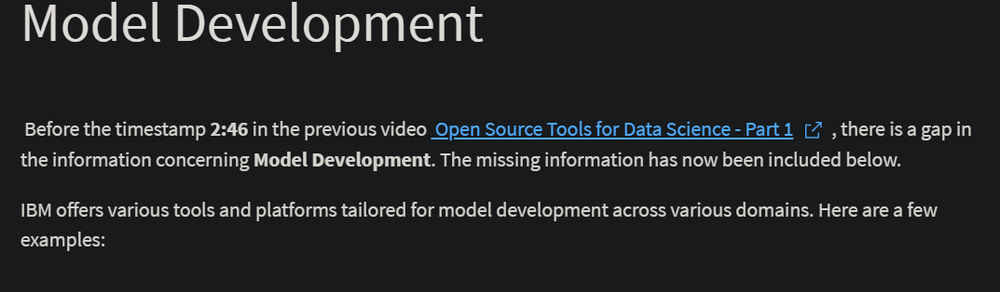 Model Development
Before the timestamp 2:46 in the previous video Open Source Tools for Data Science - Part 1 , there is a gap in
the information concerning Model Development. The missing information has now been included below.
IBM offers various tools and platforms tailored for model development across various domains. Here are a few
examples: